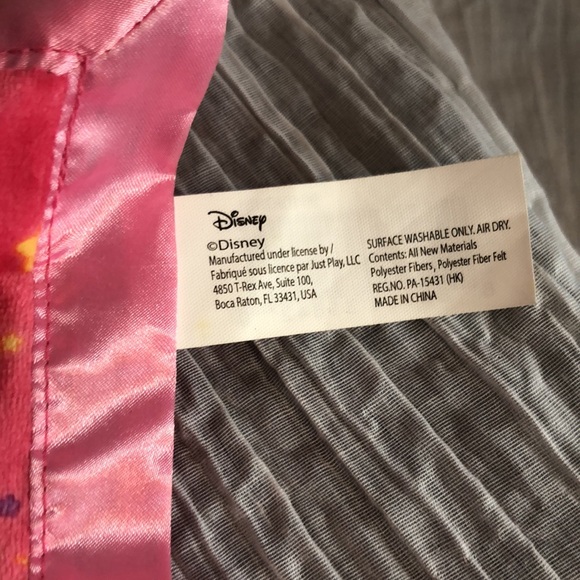 Disney
©Disney
Manufactured under license by /
Fabriqué sous licence par Just Play, LLC
4850 T-Rex Ave, Suite 100,
Boca Raton, FL 33431, USA
SURFACE WASHABLE ONLY. AIR DRY.
Contents: All New Materials
Polyester Fibers , Polyester Fiber Felt
REG.NO. PA-15431 (HK)
MADE IN CHINA